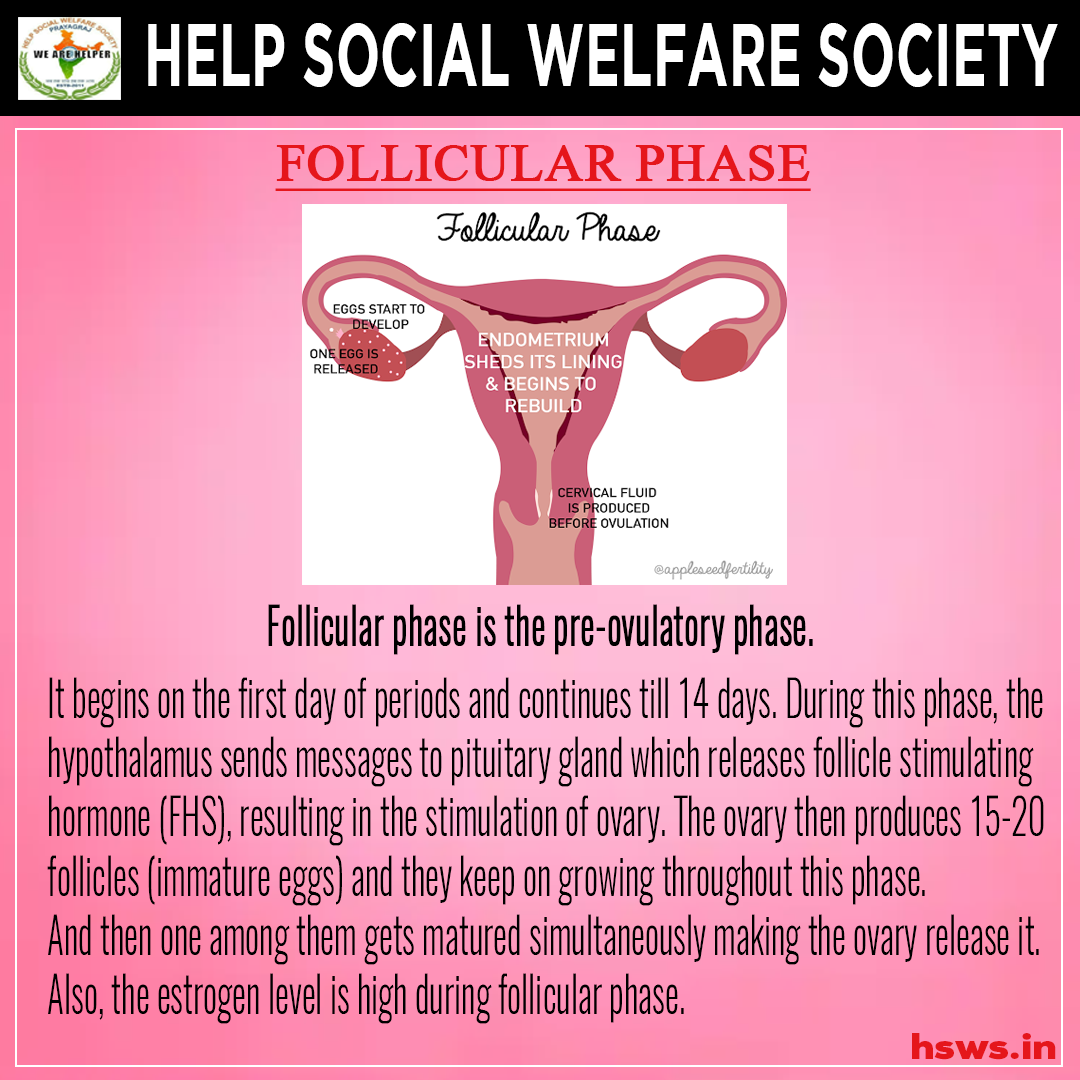 HELP SOCIAL WELFARE SOCIETY
PRAYAGRAJ
WE ARE HELPER
HELP SOCIAL WELFARE SOCIETY
FOLLICULAR PHASE
Follicular Phase
EGGS START TO
DEVELOP
ONE EGG IS
RELEASED
ENDOMETRIUM
SHEDS ITS LINING
& BEGINS TO
REBUILD
CERVICAL FLUID
IS PRODUCED
BEFORE OVULATION
@appleseedfertility
Follicular phase is the pre-ovulatory phase.
It begins on the first day of periods and continues till 14 days. During this phase, the
hypothalamus sends messages to pituitary gland which releases follicle stimulating
hormone (FHS), resulting in the stimulation of ovary. The ovary then produces 15-20
follicles (immature eggs) and they keep on growing throughout this phase.
And then one among them gets matured simultaneously making the ovary release it.
Also, the estrogen level is high during follicular phase.
hsws.in